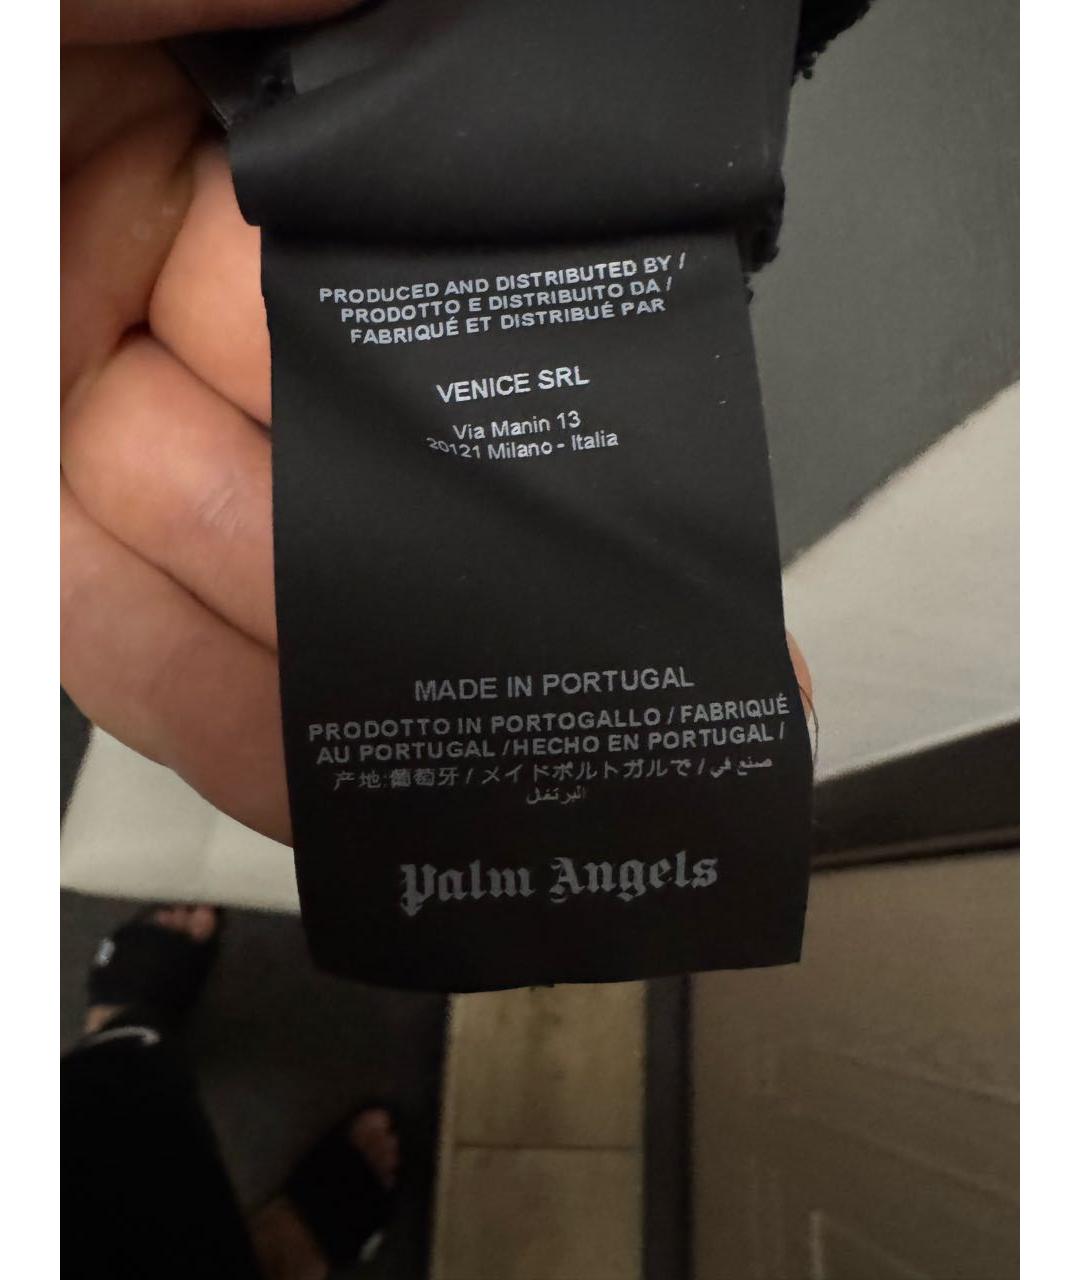 PRODUCED AND DISTRIBUTED BY /
PRODOTTO E DISTRIBUITO DA /
FABRIQUÉ ET DISTRIBUÉ PAR
VENICE SRL
Via Manin 13
20121 Milano - Italia
MADE IN PORTUGAL
PRODOTTO IN PORTOGALLO / FABRIQUÉ
AU PORTUGAL / HECHO EN PORTUGAL /
产地:葡萄牙 / メイドポルトガルで / صنع في
البرتغال
Palm Angels